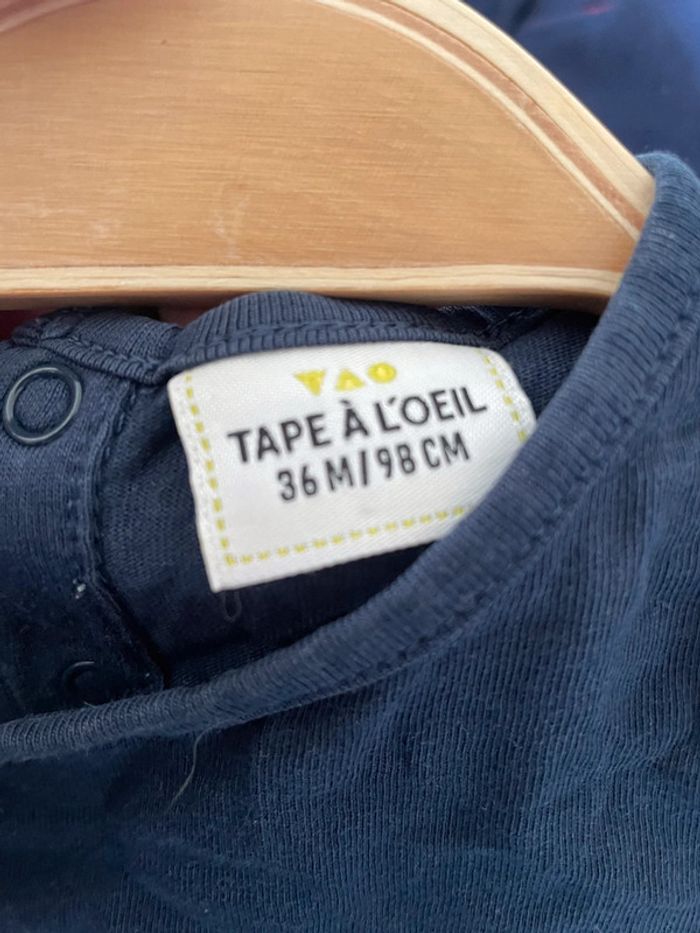 TAO
TAPE À L'OEIL
36 M/98 CM